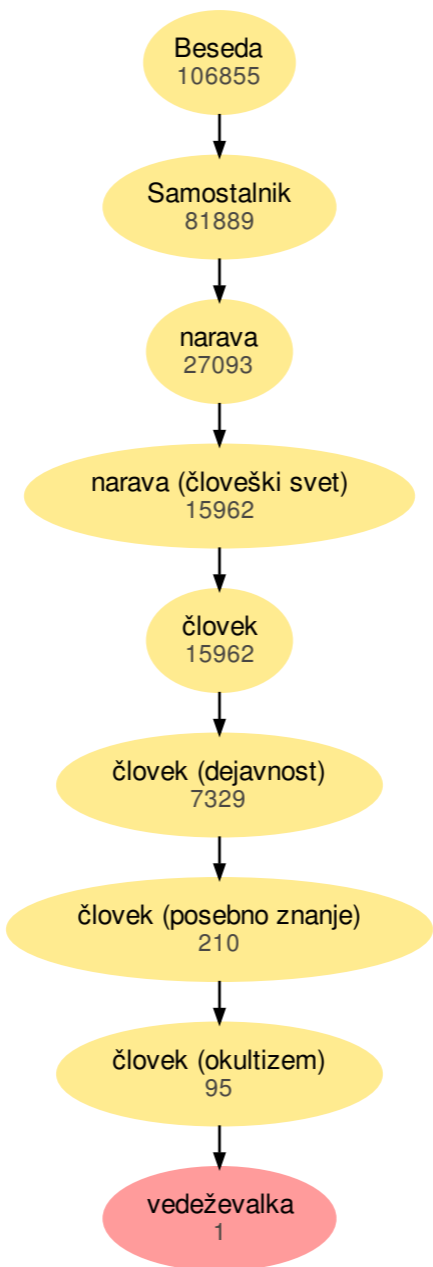 Beseda
106855
Samostalnik
81889
narava
27093
narava (človeški svet)
15962
človek
15962
človek (dejavnost)
7329
človek (posebno znanje)
210
človek (okultizem)
95
vedeževalka
1